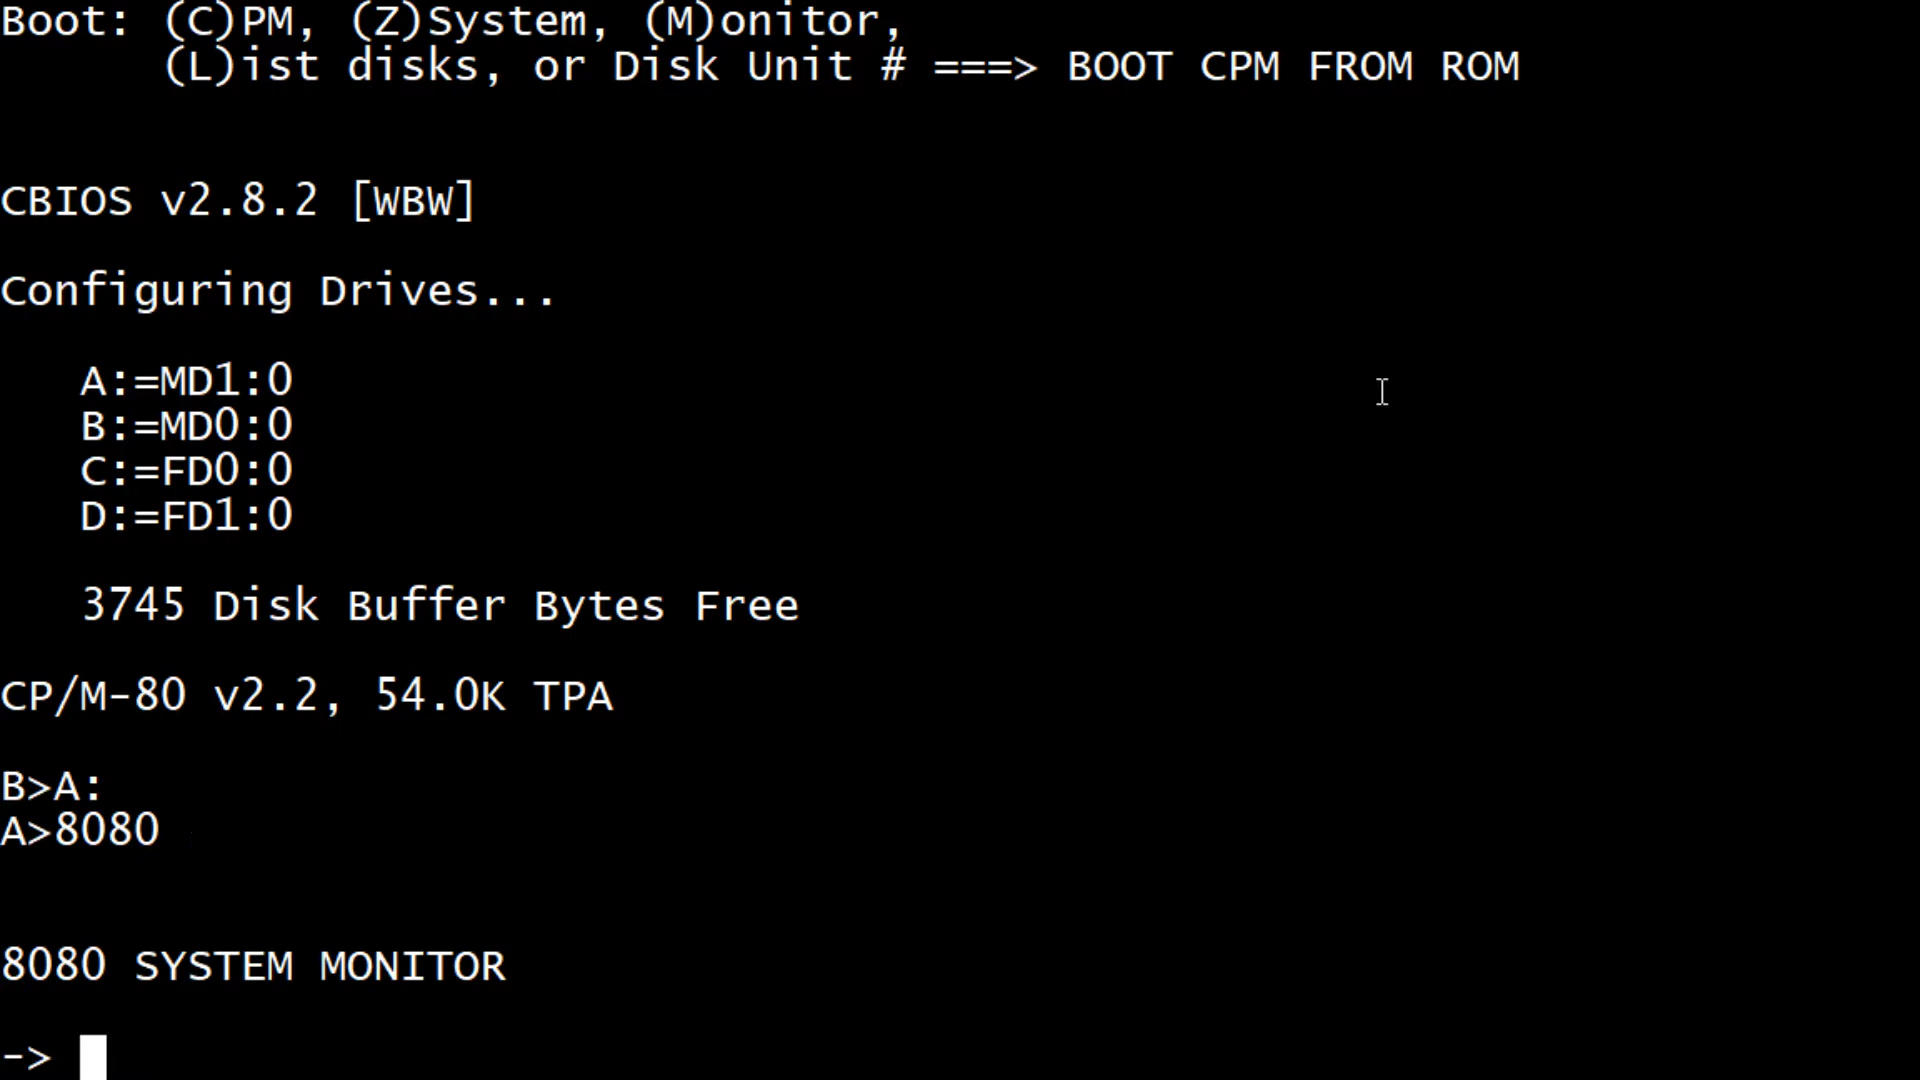 Boot: (C)PM, (Z)System, (M)onitor,
(L)ist disks, or Disk Unit # ===> BOOT CPM FROM ROM
CBIOS v2.8.2 [WBW]
Configuring Drives...
A:=MD1:0
B:=MD0:0
C:=FD0:0
D:=FD1:0
3745 Disk Buffer Bytes Free
CP/M-80 v2.2, 54.0K TPA
B>A:
A>8080
8080 SYSTEM MONITOR
->